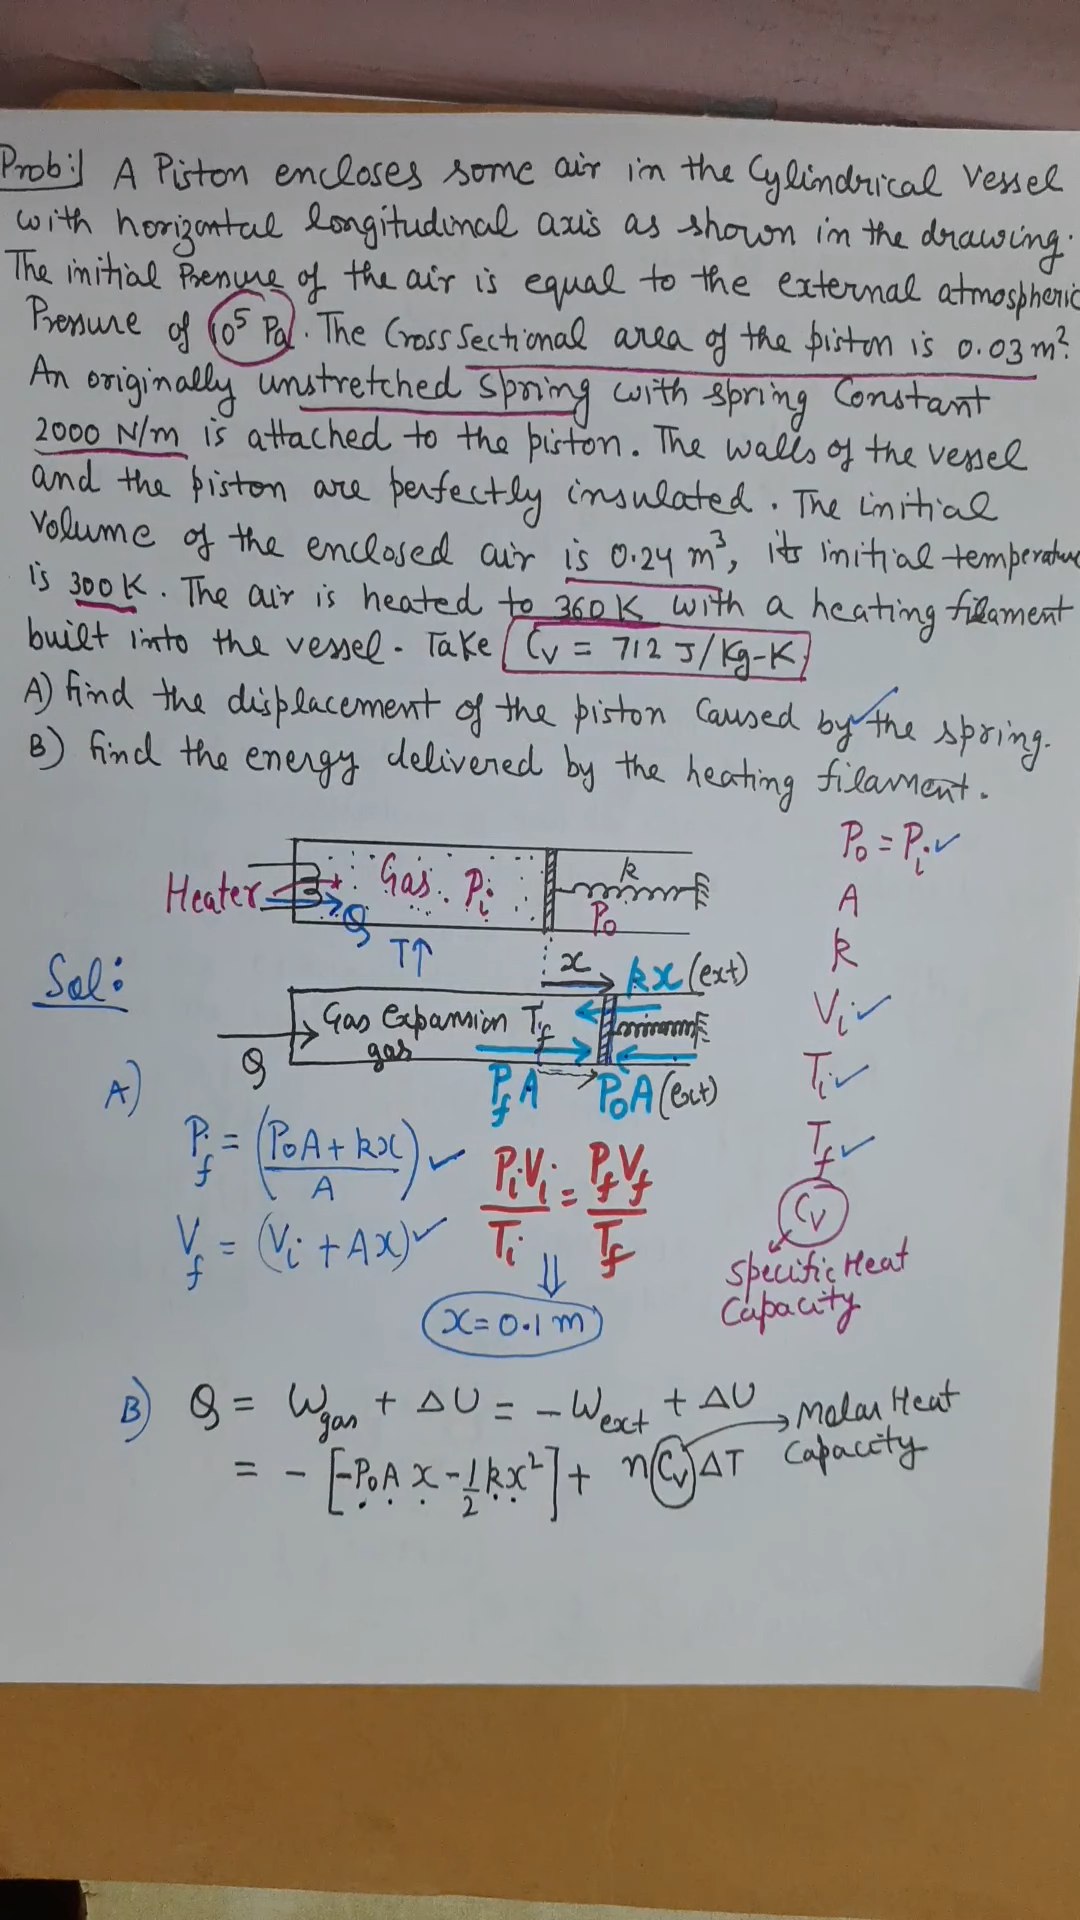 Prob:] A Piston encloses some air in the Cylindrical vessel
with horizontal longitudinal axis as shown in the drawing.
The initial Pressure of the air is equal to the external atmospheric
Pressure of 10⁵ Pa. The Cross Sectional area of the piston is 0.03 m².
An originally unstretched spring with spring Constant
2000 N/m is attached to the piston. The walls of the vessel
and the piston are perfectly insulated. The initial
Volume of the enclosed air is 0.24 m³, its initial temperature
is 300 K. The air is heated to 360 K with a heating filament
built into the vessel. Take Cv = 712 J/Kg-K
A) find the displacement of the piston caused by the spring.
B) find the energy delivered by the heating filament.
P₀ = Pᵢ ✓
Heater Gas Pᵢ k
Q P₀
A
T↑
k
Sol:
x kx (ext)
Gas Expansion T_f
gas
Vᵢ ✓
Q
P_f A P₀A (ext)
Tᵢ ✓
A)
P_f = (P₀A + kx / A) ✓
PᵢVᵢ / Tᵢ = P_f V_f / T_f
T_f ✓
V_f = (Vᵢ + Ax) ✓
Cv
Specific Heat
Capacity
⇓
x = 0.1 m
B) Q = W_gas + ΔU = - W_ext + ΔU
Molar Heat
Capacity
= - [-P₀A x - ½ kx²] + n Cv ΔT